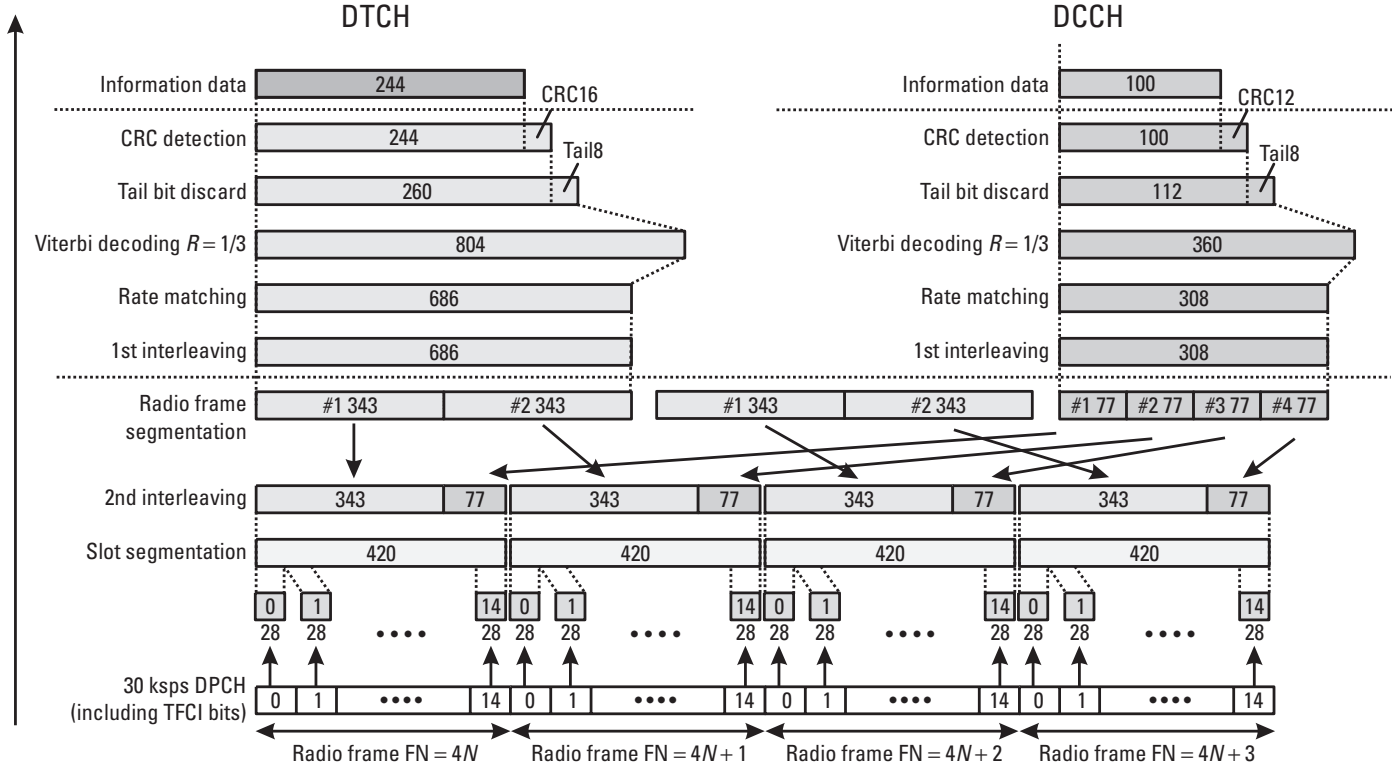 DTCH DCCH
Information data 244 Information data 100
CRC16 CRC12
CRC detection 244 CRC detection 100
Tail8 Tail8
Tail bit discard 260 Tail bit discard 112
Viterbi decoding R = 1/3 804 Viterbi decoding R = 1/3 360
Rate matching 686 Rate matching 308
1st interleaving 686 1st interleaving 308
Radio frame segmentation #1 343 #2 343 #1 343 #2 343 #1 77 #2 77 #3 77 #4 77
2nd interleaving 343 77 343 77 343 77 343 77
Slot segmentation 420 420 420 420
0 1 14 0 1 14 0 1 14 0 1 14
28 28 •••• 28 28 28 •••• 28 28 28 •••• 28 28 28 •••• 28
30 ksps DPCH
(including TFCI bits) 0 1 •••• 14 0 1 •••• 14 0 1 •••• 14 0 1 •••• 14
Radio frame FN = 4N Radio frame FN = 4N + 1 Radio frame FN = 4N + 2 Radio frame FN = 4N + 3